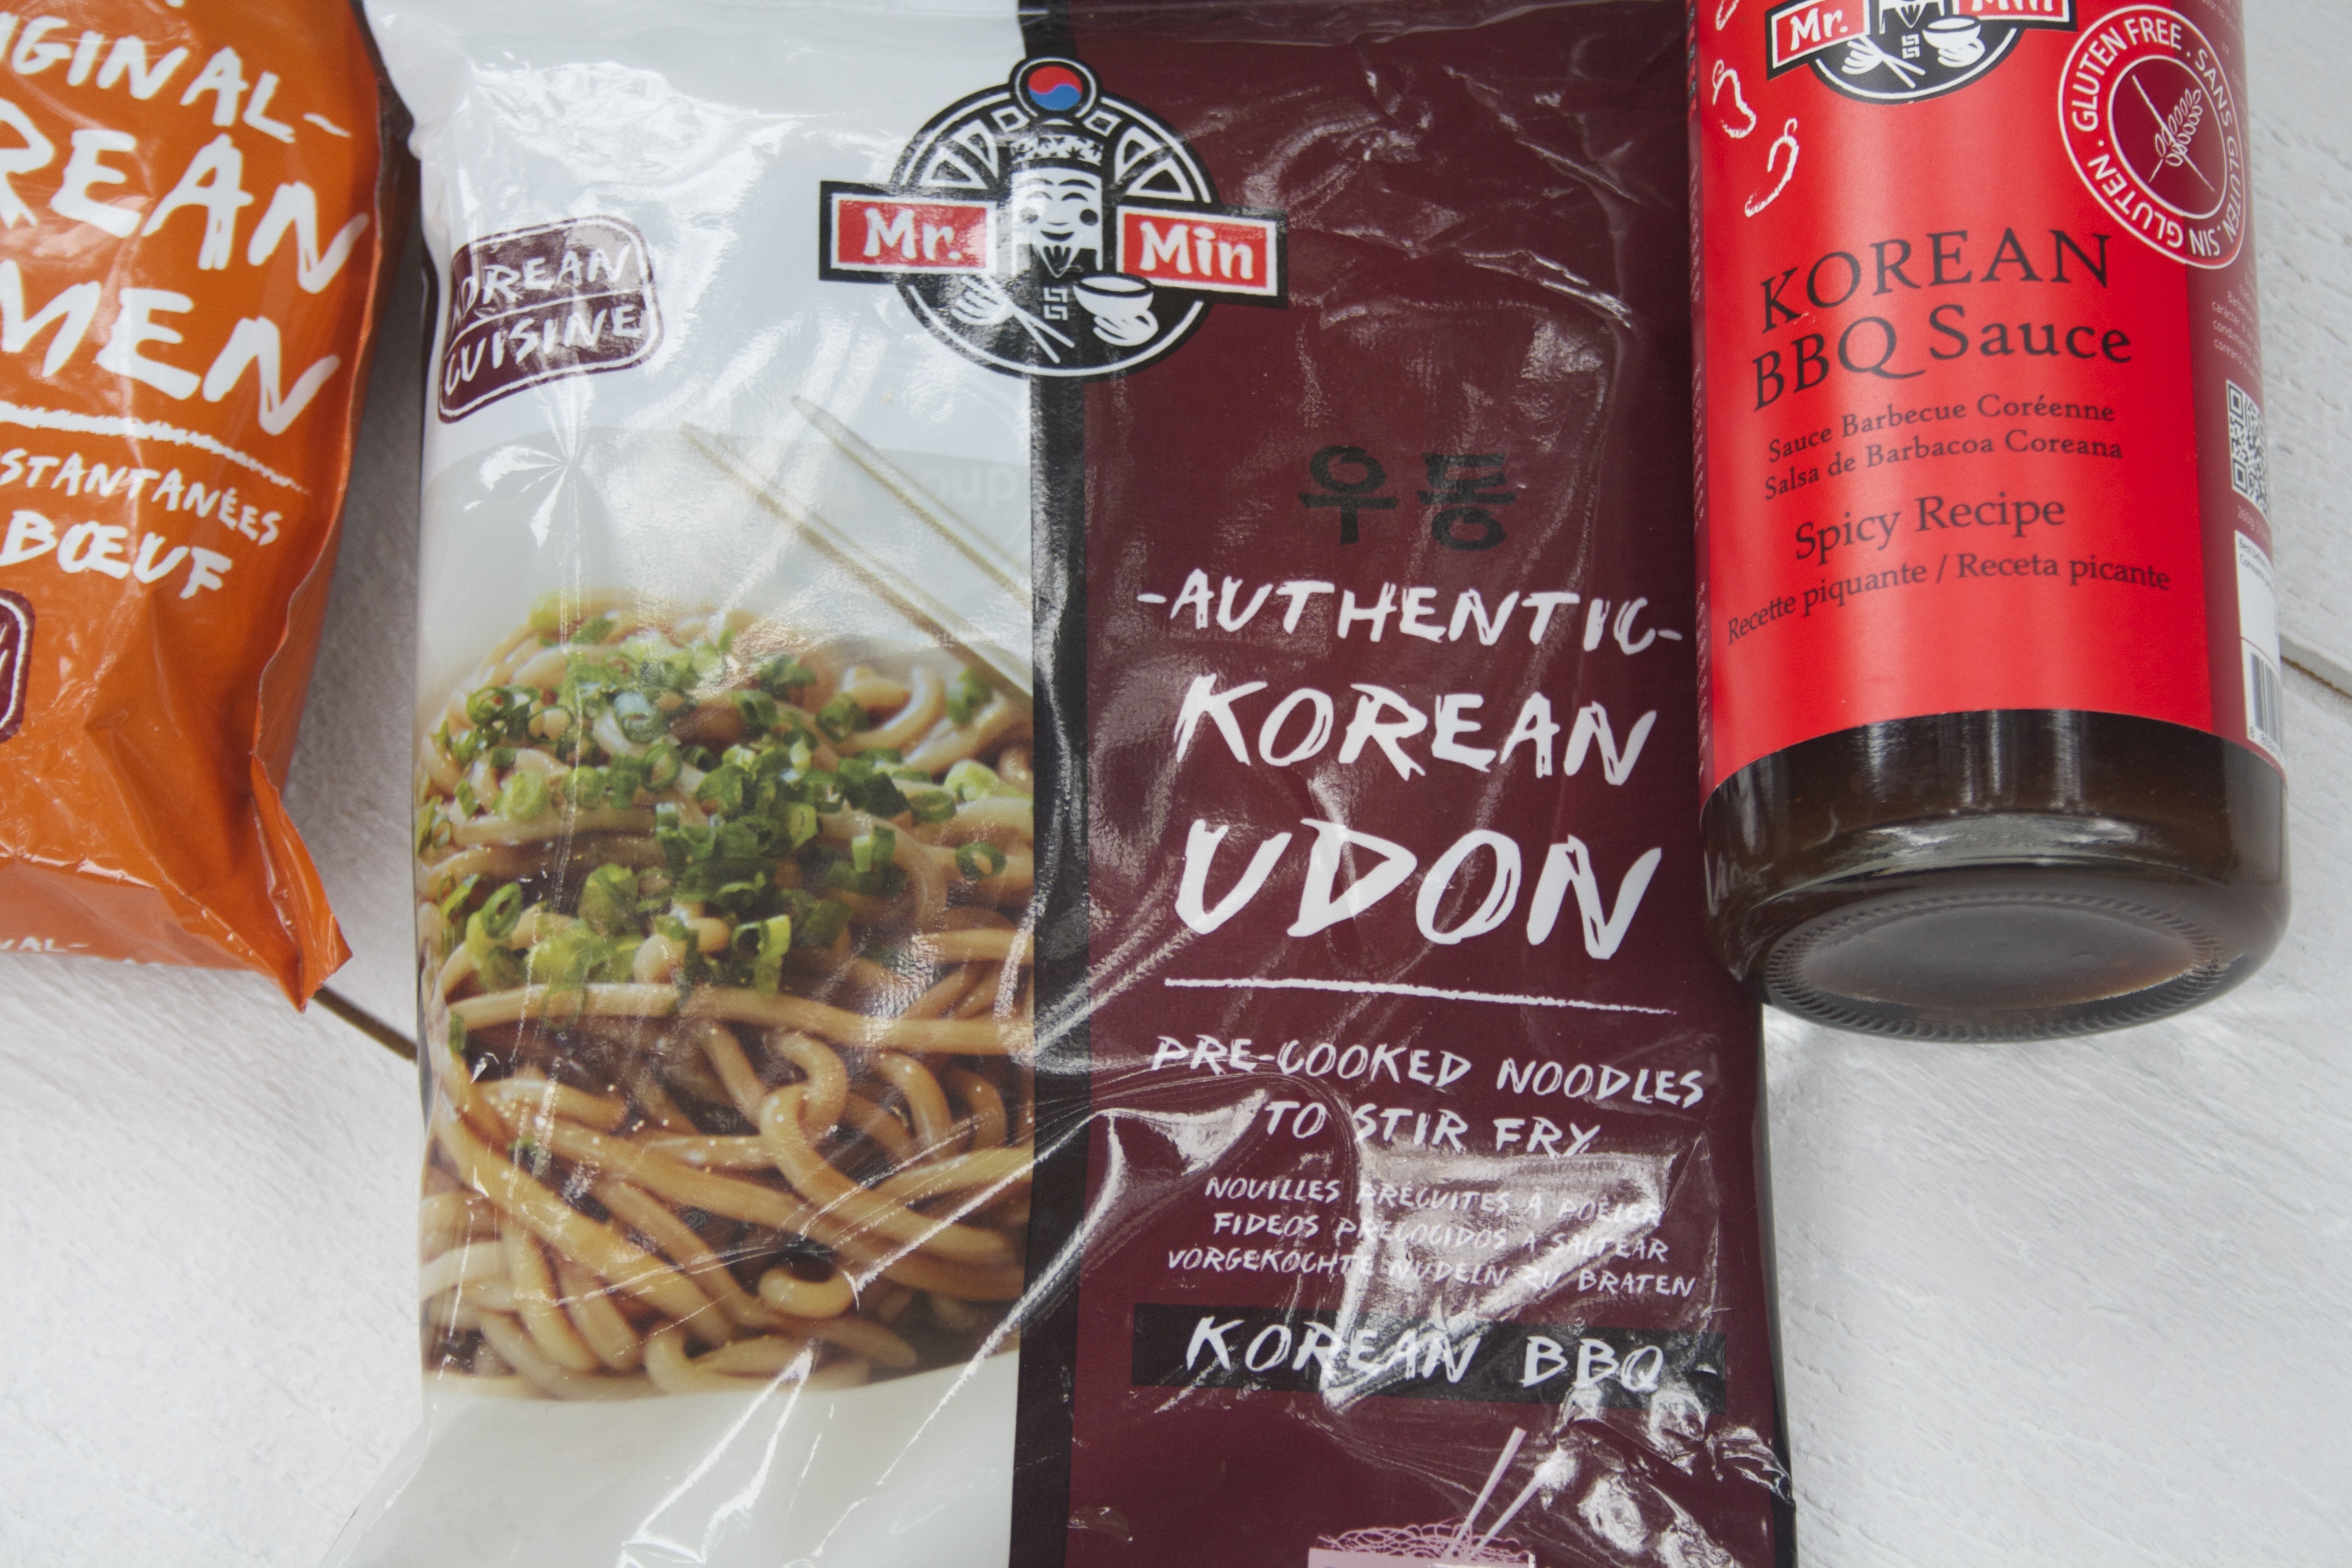 -AL-
REAN
MEN
STANTANÉES
BŒUF
Mr. Min
KOREAN
CUISINE
우동
-AUTHENTIC-
KOREAN
UDON
PRE-COOKED NOODLES
TO STIR FRY
NOUILLES PRÉCUITES À POÊLER
FIDEOS PRECOCIDOS A SALTEAR
VORGEKOCHTE NUDELN ZU BRATEN
KOREAN BBQ
Mr. Min
GLUTEN FREE . SANS GLUTEN . SIN GLUTEN .
KOREAN
BBQ Sauce
Sauce Barbecue Coréenne
Salsa de Barbacoa Coreana
Spicy Recipe
Recette piquante / Receta picante